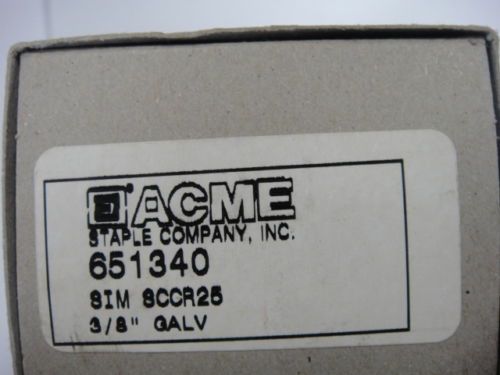 ACME
STAPLE COMPANY, INC.
651340
SIM SCCR25
3/8" GALV